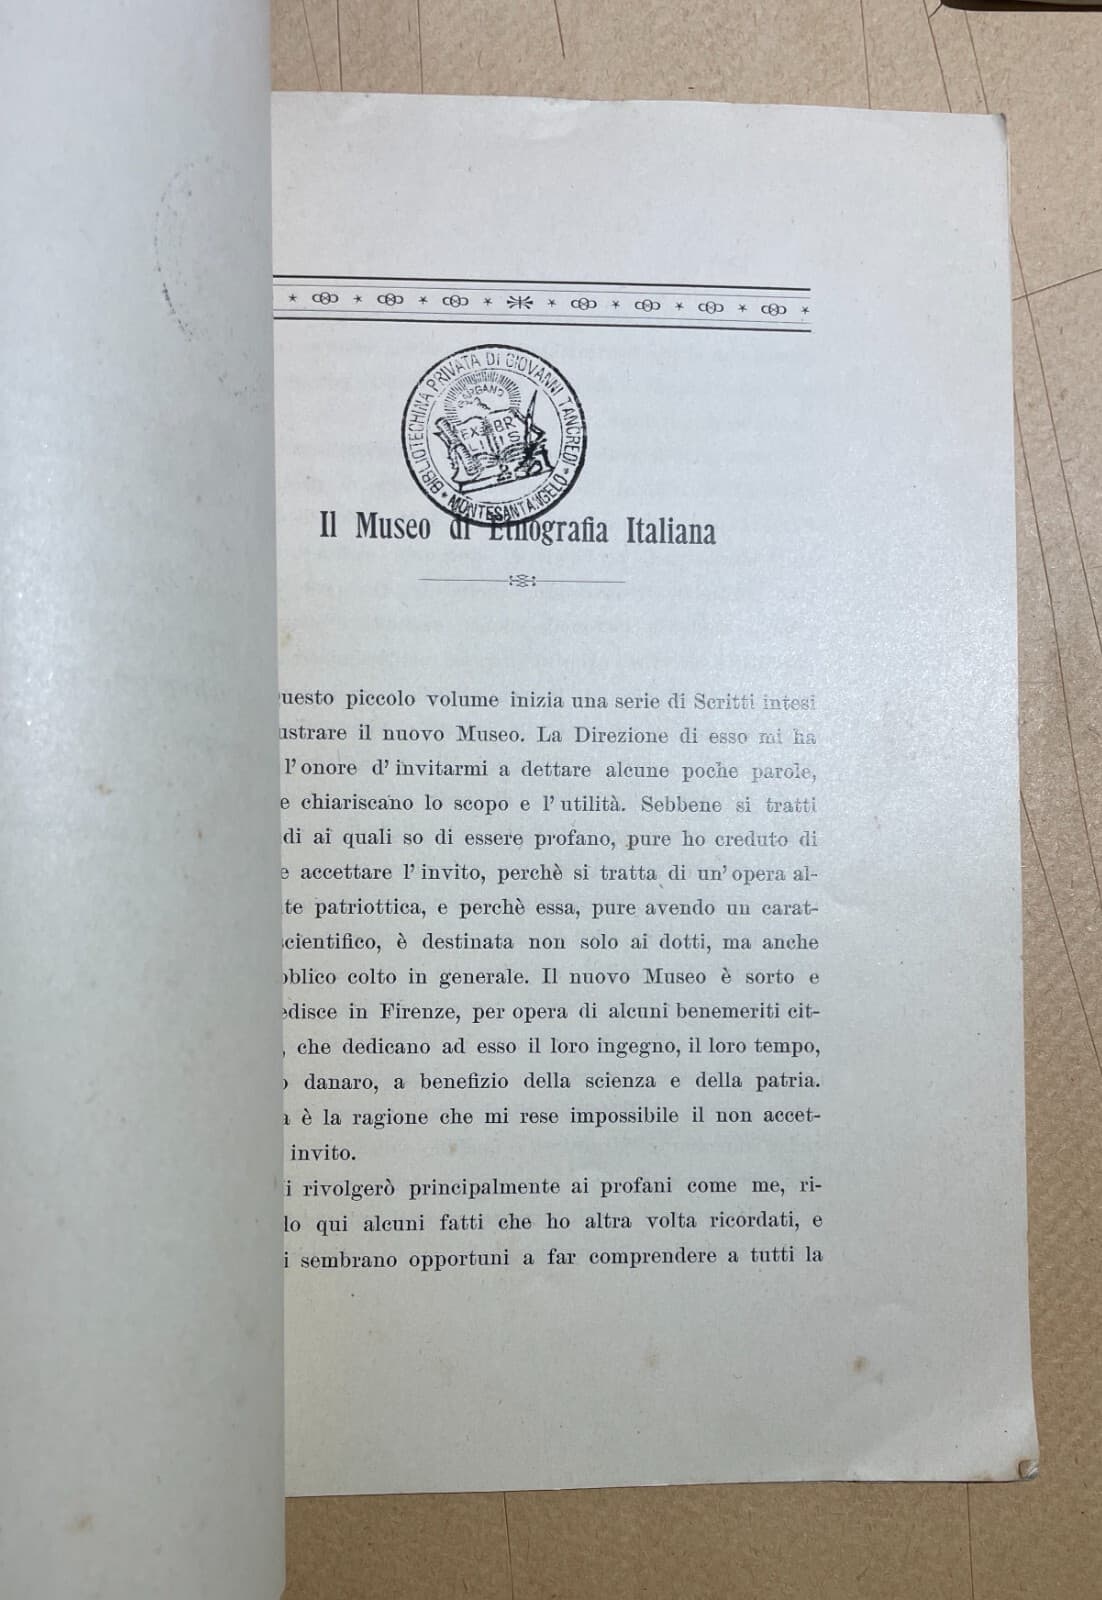 BIBLIOTECHINA PRIVATA DI GIOVANNI TANCREDI
* MONTESANTANGELO *
GARGANO
EX BR
LI IS
Il Museo di Etnografia Italiana
uesto piccolo volume inizia una serie di Scritti intesi
ustrare il nuovo Museo. La Direzione di esso mi ha
l' onore d' invitarmi a dettare alcune poche parole,
e chiariscano lo scopo e l' utilità. Sebbene si tratti
di ai quali so di essere profano, pure ho creduto di
e accettare l' invito, perchè si tratta di un' opera al-
te patriottica, e perchè essa, pure avendo un carat-
scientifico, è destinata non solo ai dotti, ma anche
bblico colto in generale. Il nuovo Museo è sorto e
edisce in Firenze, per opera di alcuni benemeriti cit-
, che dedicano ad esso il loro ingegno, il loro tempo,
o danaro, a benefizio della scienza e della patria.
a è la ragione che mi rese impossibile il non accet-
invito.
i rivolgerò principalmente ai profani come me, ri-
lo qui alcuni fatti che ho altra volta ricordati, e
i sembrano opportuni a far comprendere a tutti la